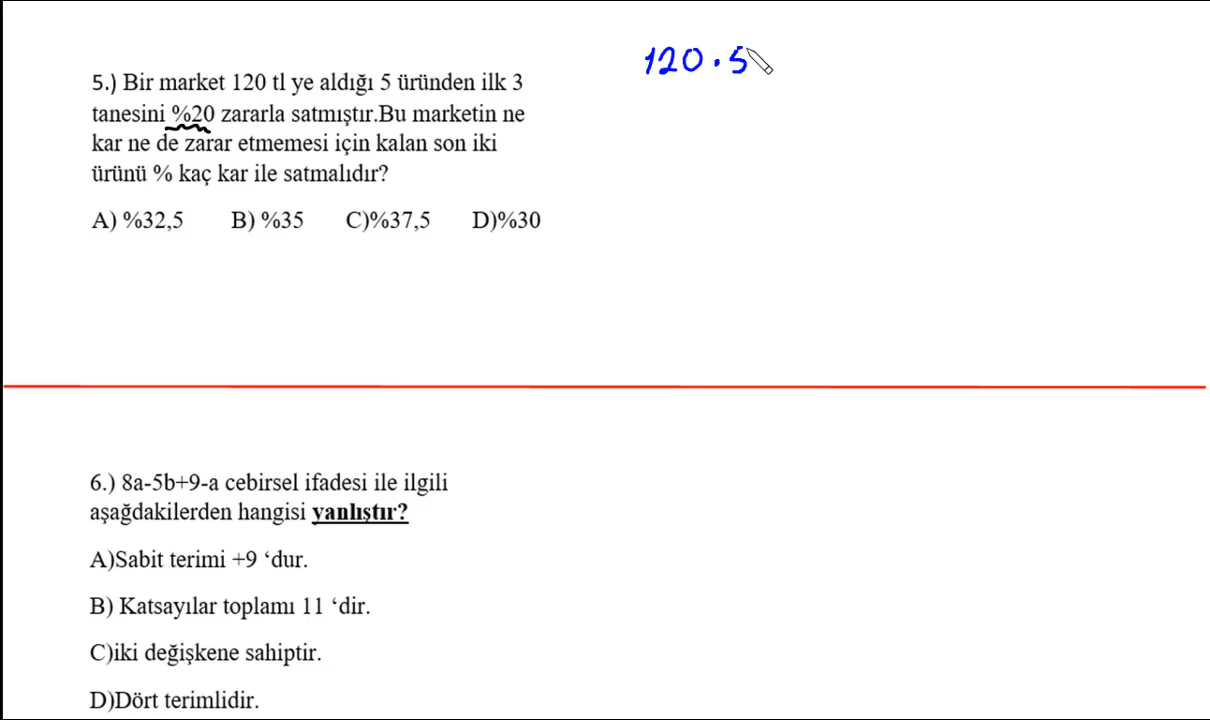 120 . 5
5.) Bir market 120 tl ye aldığı 5 üründen ilk 3
tanesini %20 zararla satmıştır.Bu marketin ne
kar ne de zarar etmemesi için kalan son iki
ürünü % kaç kar ile satmalıdır?
A) %32,5 B) %35 C)%37,5 D)%30
6.) 8a-5b+9-a cebirsel ifadesi ile ilgili
aşağdakilerden hangisi yanlıştır?
A)Sabit terimi +9 ‘dur.
B) Katsayılar toplamı 11 ‘dir.
C)iki değişkene sahiptir.
D)Dört terimlidir.